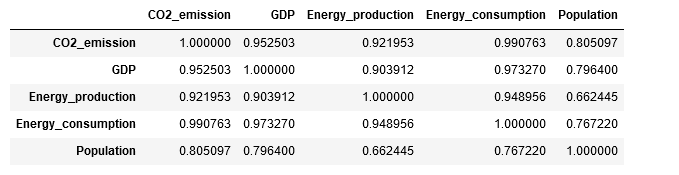 CO2_emission GDP Energy_production Energy_consumption Population
CO2_emission 1.000000 0.952503 0.921953 0.990763 0.805097
GDP 0.952503 1.000000 0.903912 0.973270 0.796400
Energy_production 0.921953 0.903912 1.000000 0.948956 0.662445
Energy_consumption 0.990763 0.973270 0.948956 1.000000 0.767220
Population 0.805097 0.796400 0.662445 0.767220 1.000000